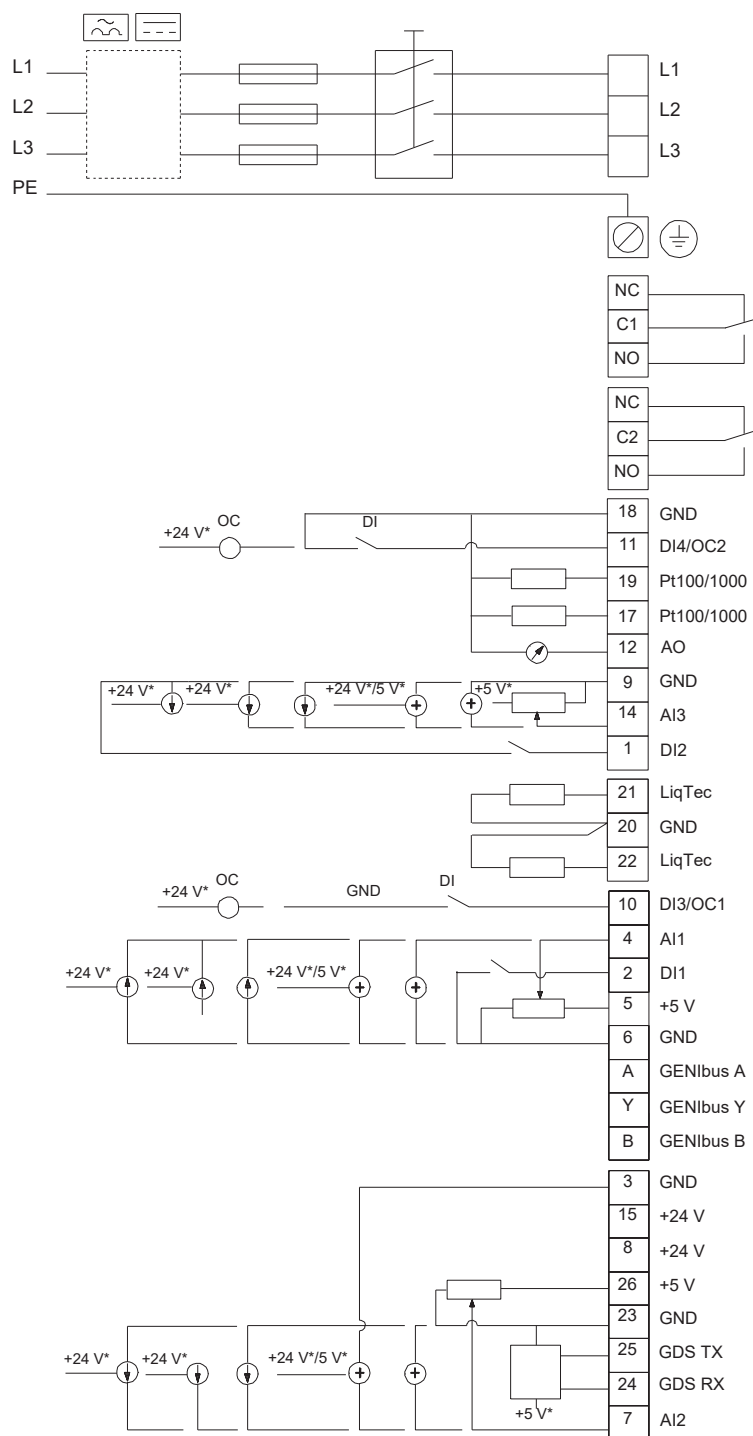 L1 L1
L2 L2
L3 L3
PE
NC
C1
NO
NC
C2
NO
18 GND
+24 V* OC DI 11 DI4/OC2
19 Pt100/1000
17 Pt100/1000
12 AO
9 GND
+24 V* +24 V* +24 V*/5 V* +5 V*
14 AI3
1 DI2
21 LiqTec
20 GND
22 LiqTec
+24 V* OC GND DI 10 DI3/OC1
4 AI1
+24 V* +24 V* +24 V*/5 V* 2 DI1
5 +5 V
6 GND
A GENIbus A
Y GENIbus Y
B GENIbus B
3 GND
15 +24 V
8 +24 V
26 +5 V
23 GND
25 GDS TX
+24 V* +24 V* +24 V*/5 V*
24 GDS RX
+5 V*
7 AI2